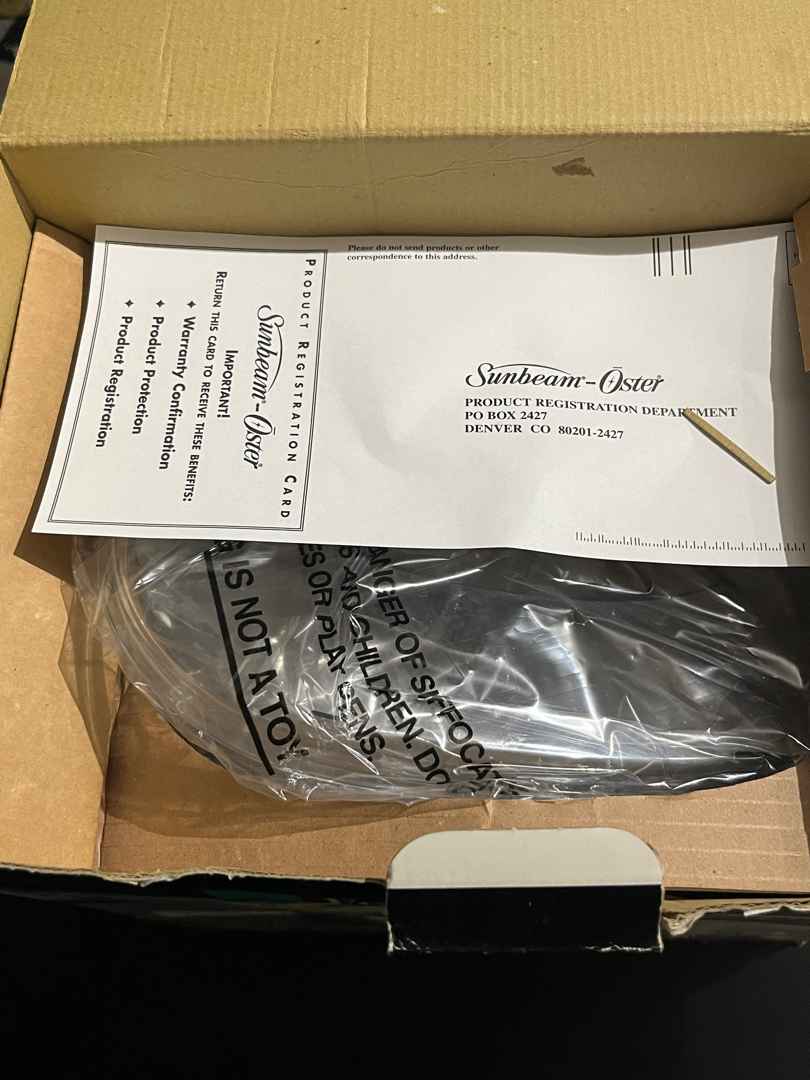 Please do not send products or other
correspondence to this address.
Sunbeam-Oster
PRODUCT REGISTRATION DEPARTMENT
PO BOX 2427
DENVER CO 80201-2427
PRODUCT REGISTRATION CARD
Sunbeam-Oster
IMPORTANT!
RETURN THIS CARD TO RECEIVE THESE BENEFITS:
✦ Warranty Confirmation
✦ Product Protection
✦ Product Registration
ANGER OF SUFFOCAT
AND CHILDREN. DO
ES OR PLAY PENS.
G IS NOT A TOY.